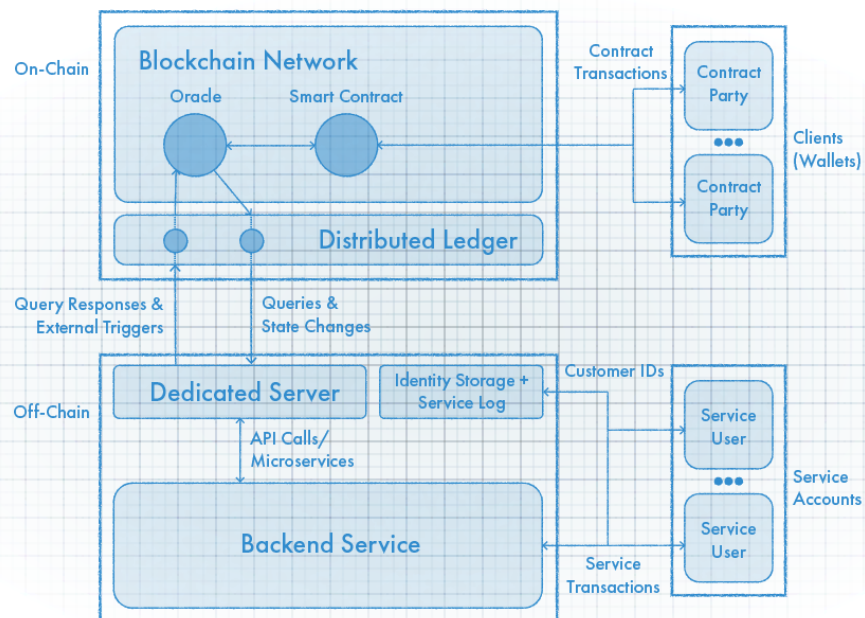 On-Chain
Blockchain Network
Oracle
Smart Contract
Contract
Transactions
Contract
Party
Contract
Party
Clients
(Wallets)
Distributed Ledger
Query Responses &
External Triggers
Queries &
State Changes
Off-Chain
Dedicated Server
Identity Storage +
Service Log
Customer IDs
API Calls/
Microservices
Service
User
Service
User
Service
Accounts
Backend Service
Service
Transactions